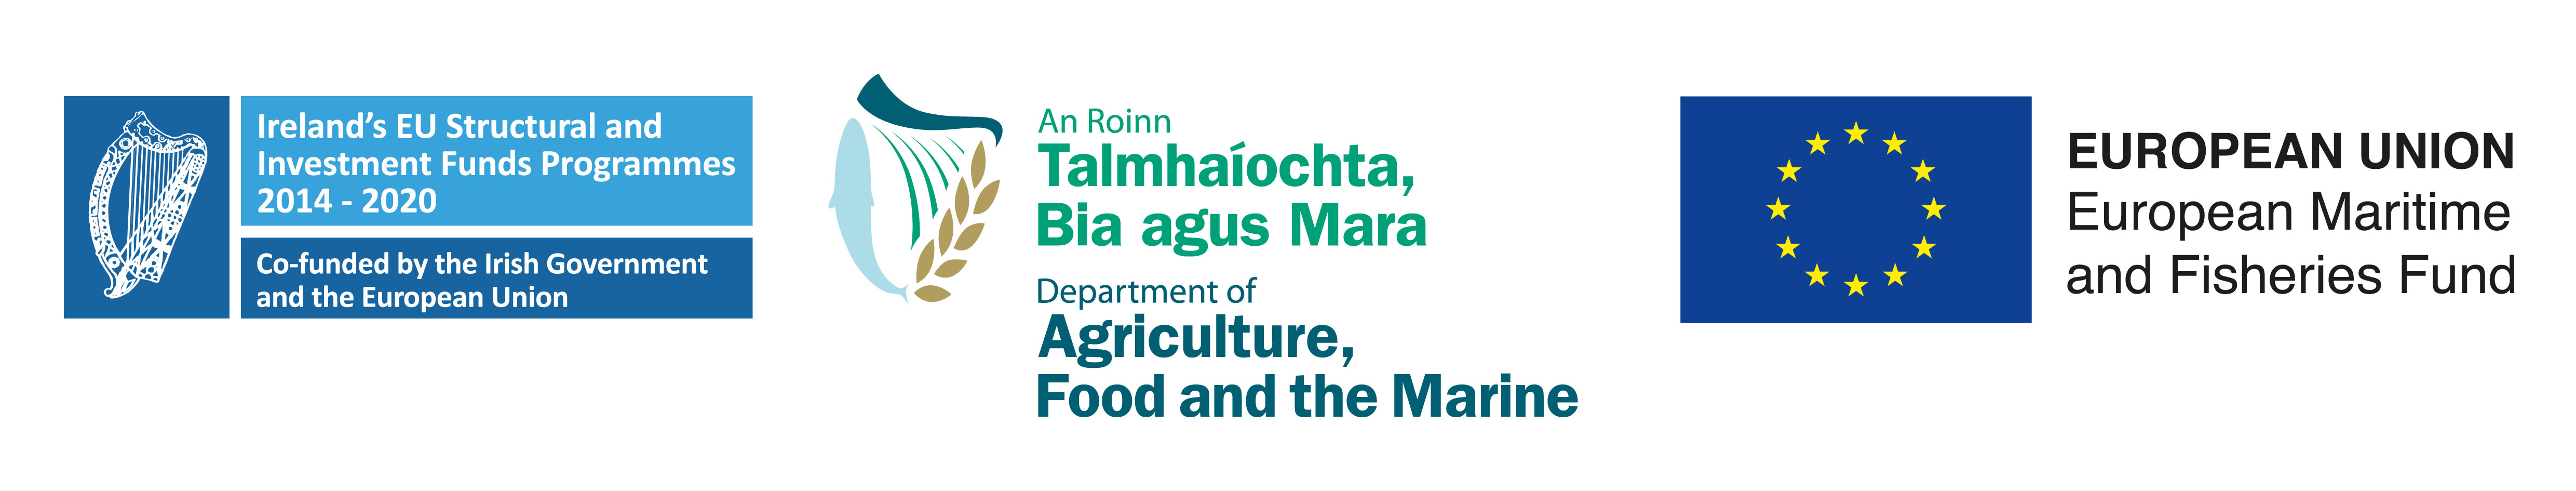 Ireland’s EU Structural and
Investment Funds Programmes
2014 - 2020
Co-funded by the Irish Government
and the European Union
An Roinn
Talmhaíochta,
Bia agus Mara
Department of
Agriculture,
Food and the Marine
EUROPEAN UNION
European Maritime
and Fisheries Fund